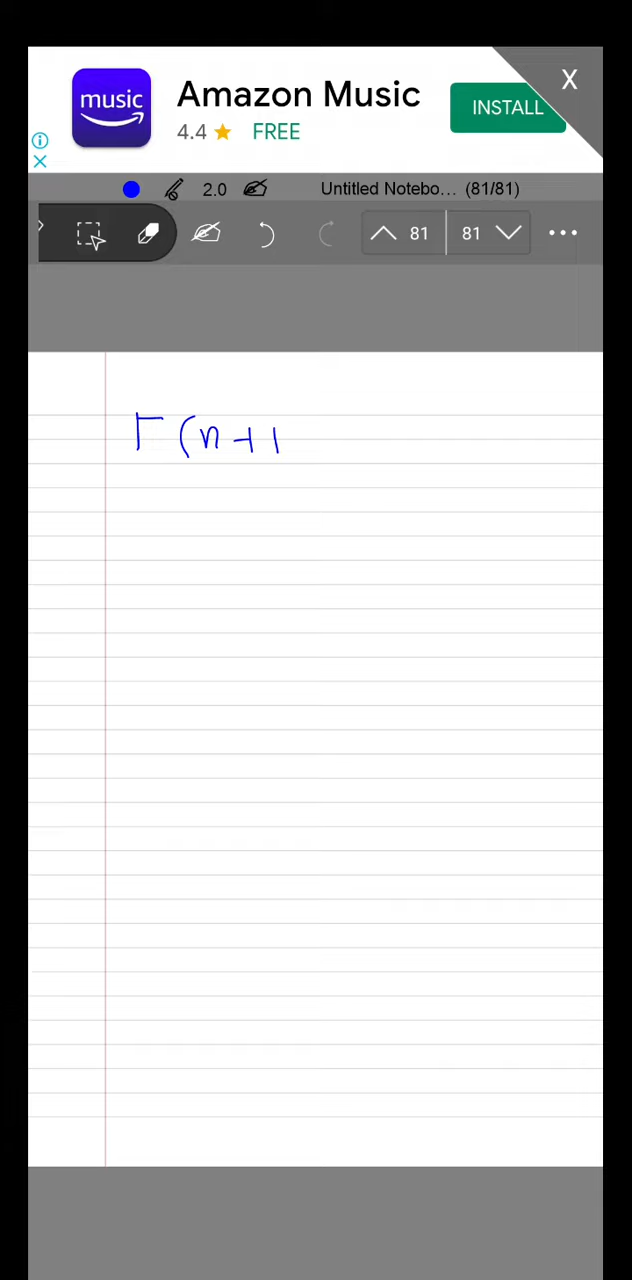 music
Amazon Music
INSTALL
X
4.4 ★ FREE
2.0
Untitled Notebo... (81/81)
81
81
Γ (n + 1